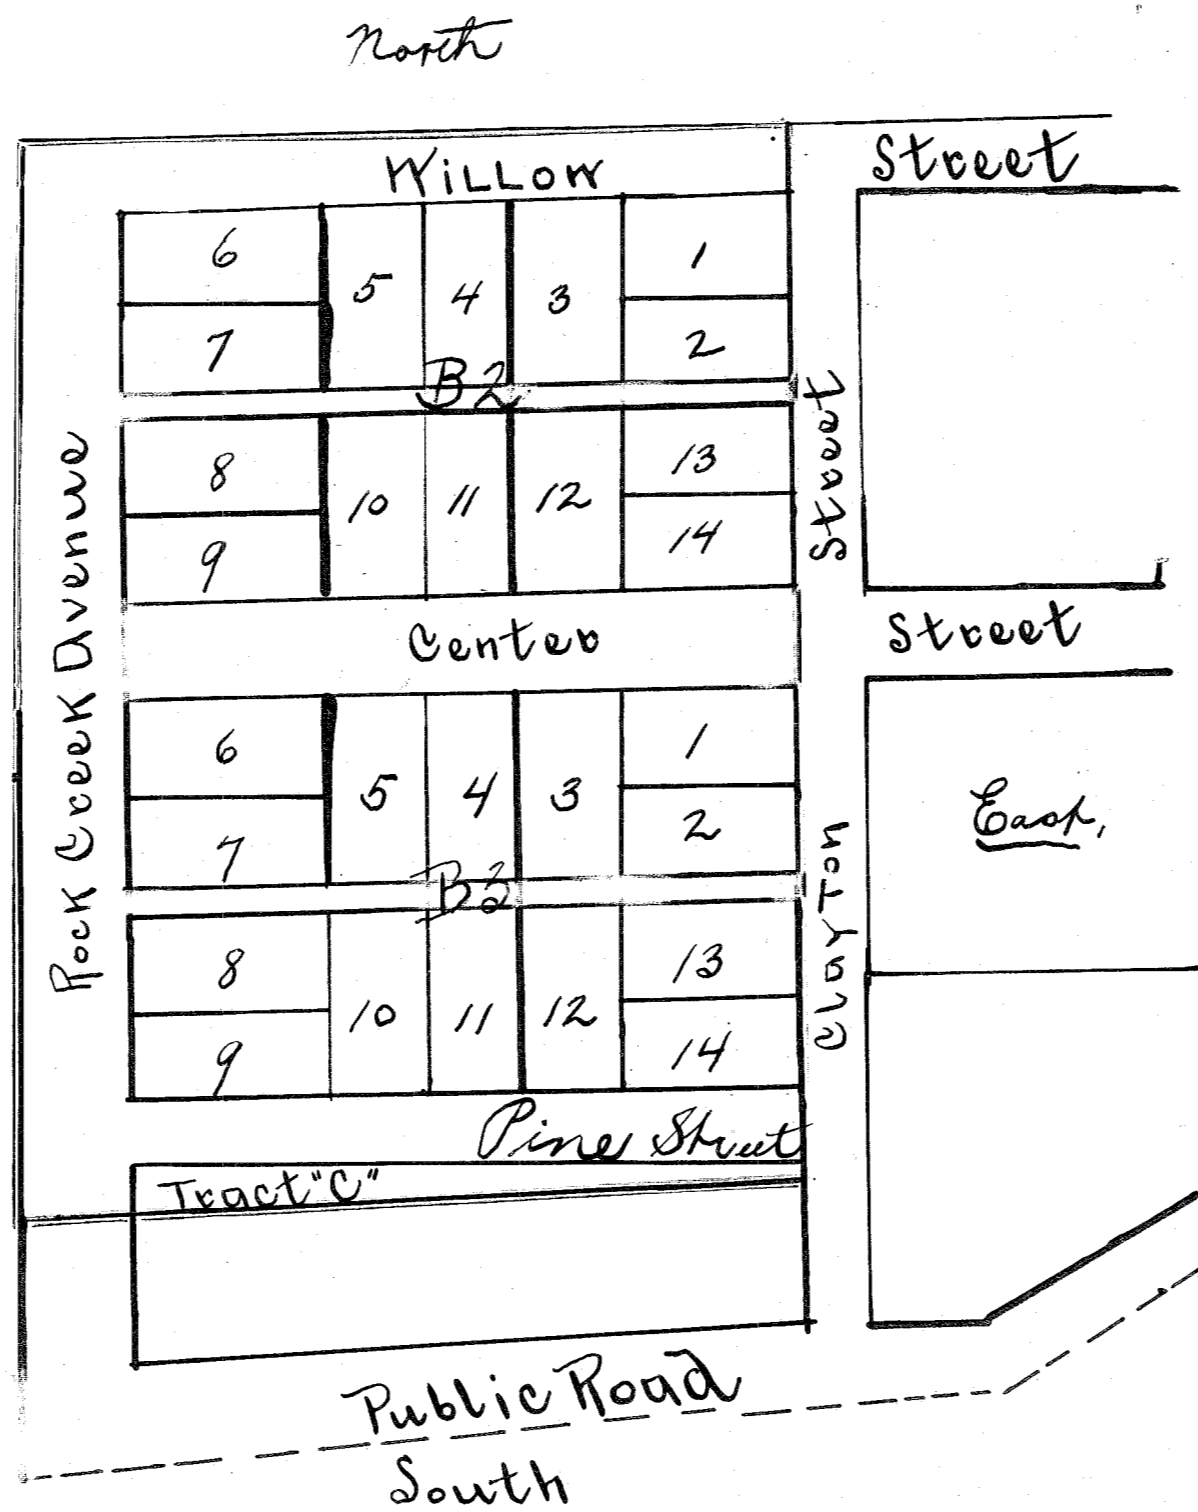 North
WILLOW Street
6 5 4 3 1
7 2
B2
8 10 11 12 13
9 14
Street
Rock Creek Avenue
Center Street
6 5 4 3 1
7 2
East,
B3
8 10 11 12 13
9 14
Clayton
Pine Street
Tract "C"
Public Road
South